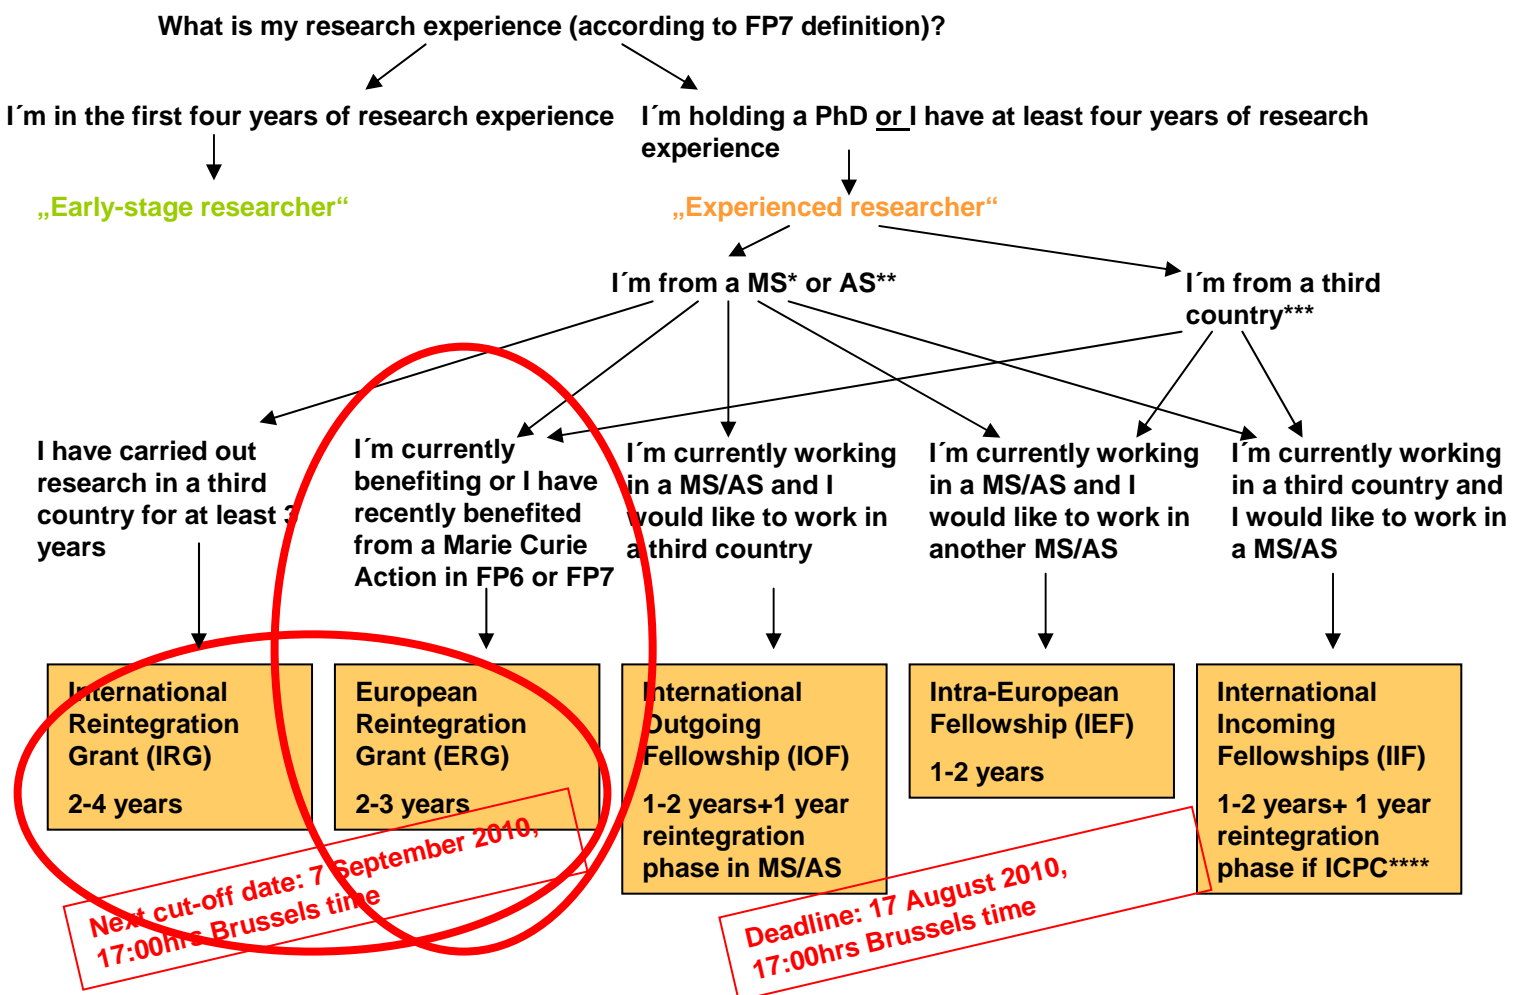 What is my research experience (according to FP7 definition)?
I´m in the first four years of research experience
I´m holding a PhD or I have at least four years of research
experience
„Early-stage researcher“
„Experienced researcher“
I´m from a MS* or AS**
I´m from a third
country***
I have carried out
research in a third
country for at least 3
years
I´m currently
benefiting or I have
recently benefited
from a Marie Curie
Action in FP6 or FP7
I´m currently working
in a MS/AS and I
would like to work in
a third country
I´m currently working
in a MS/AS and I
would like to work in
another MS/AS
I´m currently working
in a third country and
I would like to work in
a MS/AS
International
Reintegration
Grant (IRG)
2-4 years
European
Reintegration
Grant (ERG)
2-3 years
International
Outgoing
Fellowship (IOF)
1-2 years+1 year
reintegration
phase in MS/AS
Intra-European
Fellowship (IEF)
1-2 years
International
Incoming
Fellowships (IIF)
1-2 years+ 1 year
reintegration
phase if ICPC****
Next cut-off date: 7 September 2010,
17:00hrs Brussels time
Deadline: 17 August 2010,
17:00hrs Brussels time